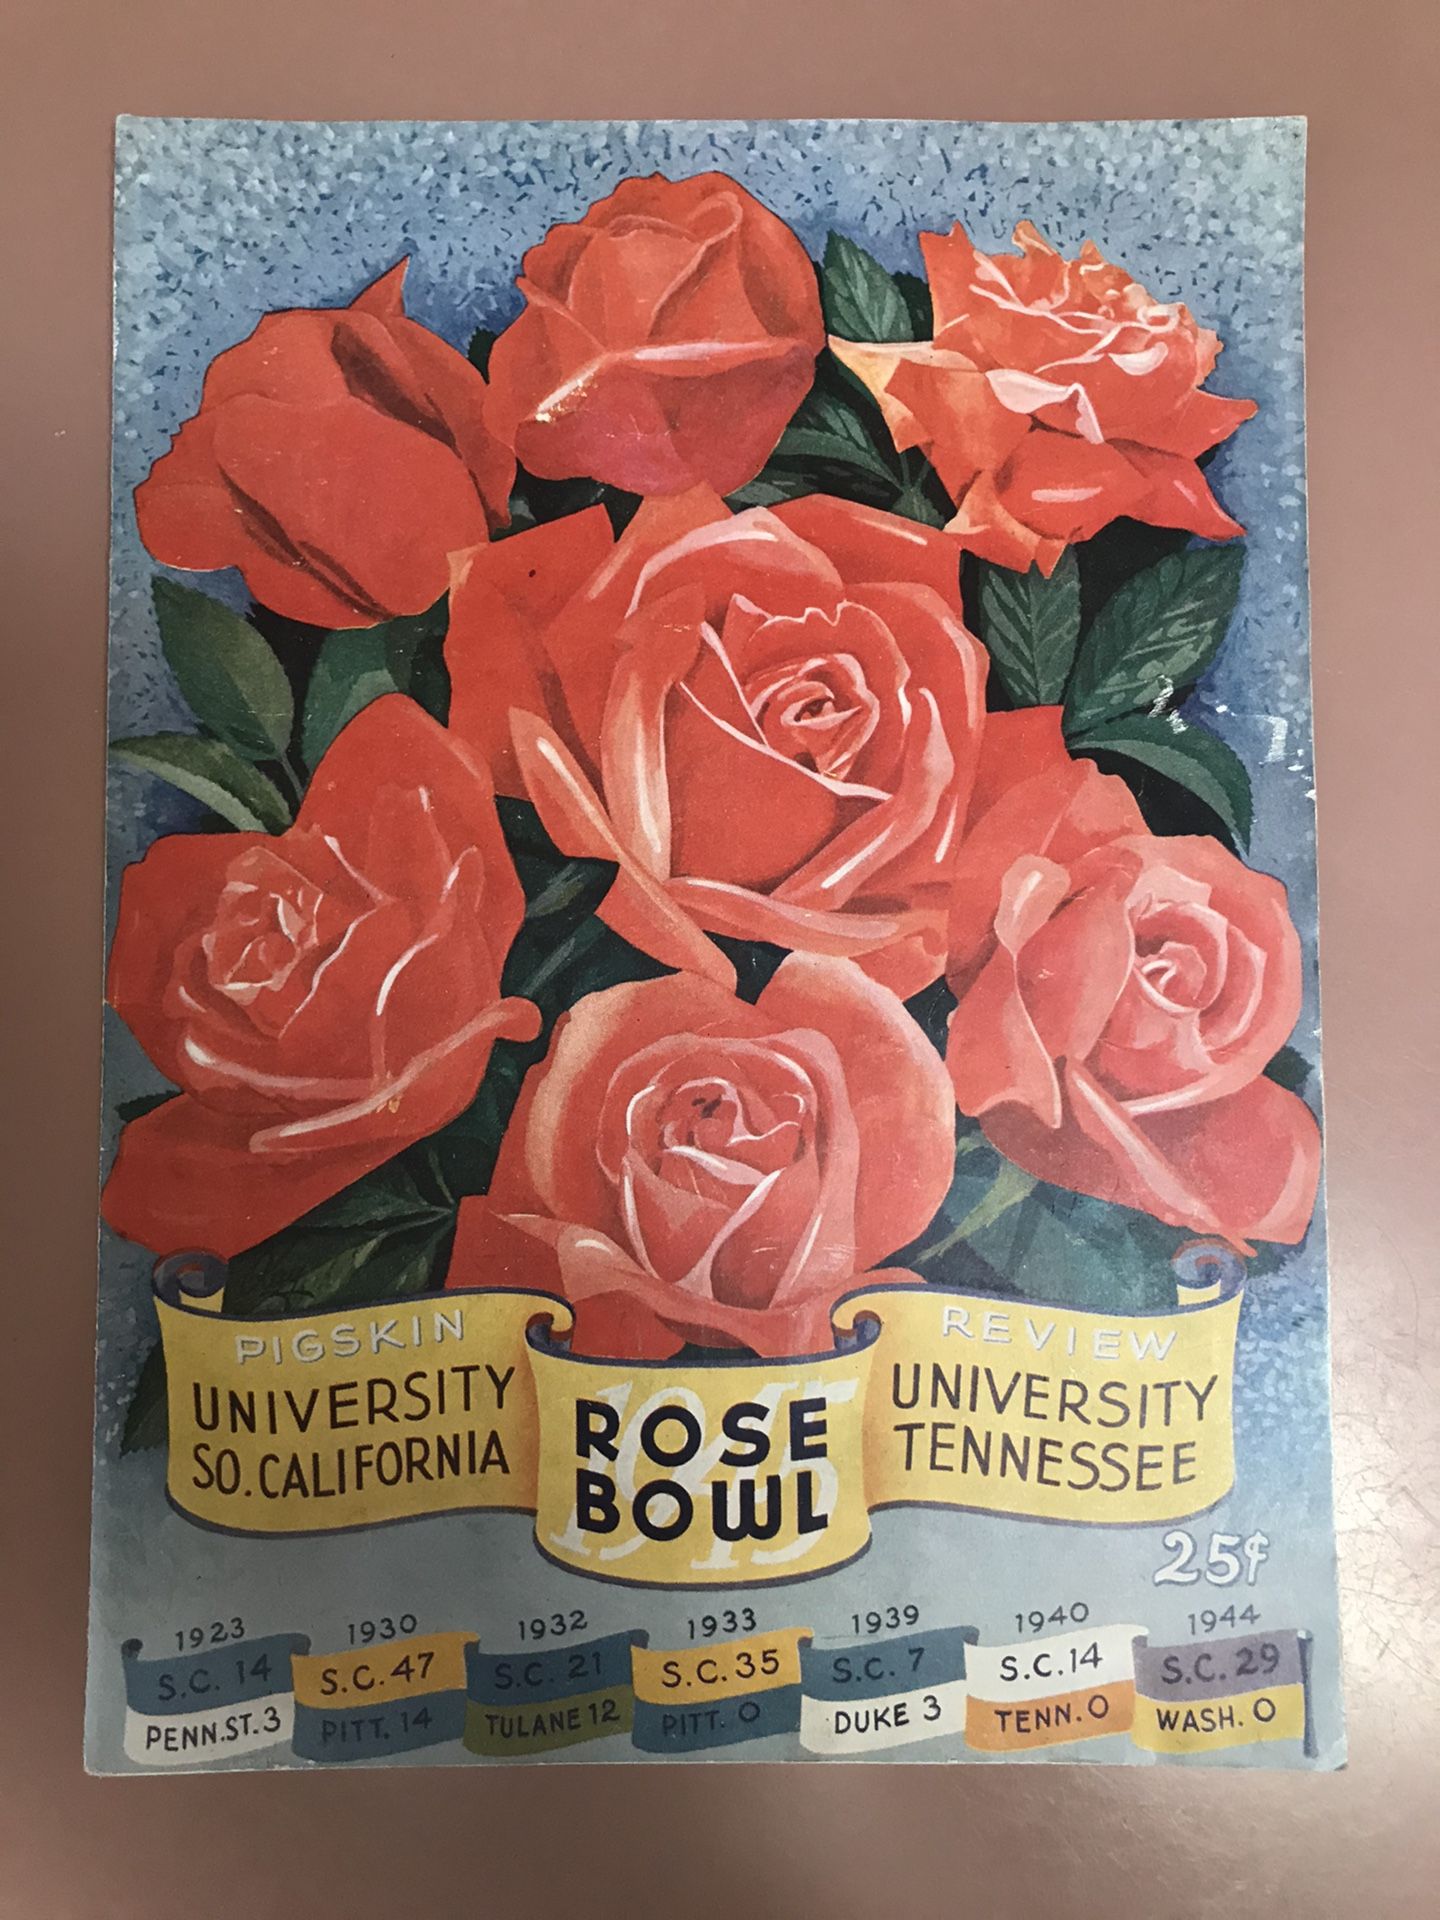 PIGSKIN REVIEW
UNIVERSITY
SO. CALIFORNIA
1945
ROSE
BOWL
UNIVERSITY
TENNESSEE
25¢
1923
S.C. 14
PENN.ST. 3
1930
S.C. 47
PITT. 14
1932
S.C. 21
TULANE 12
1933
S.C. 35
PITT. 0
1939
S.C. 7
DUKE 3
1940
S.C. 14
TENN. 0
1944
S.C. 29
WASH. 0